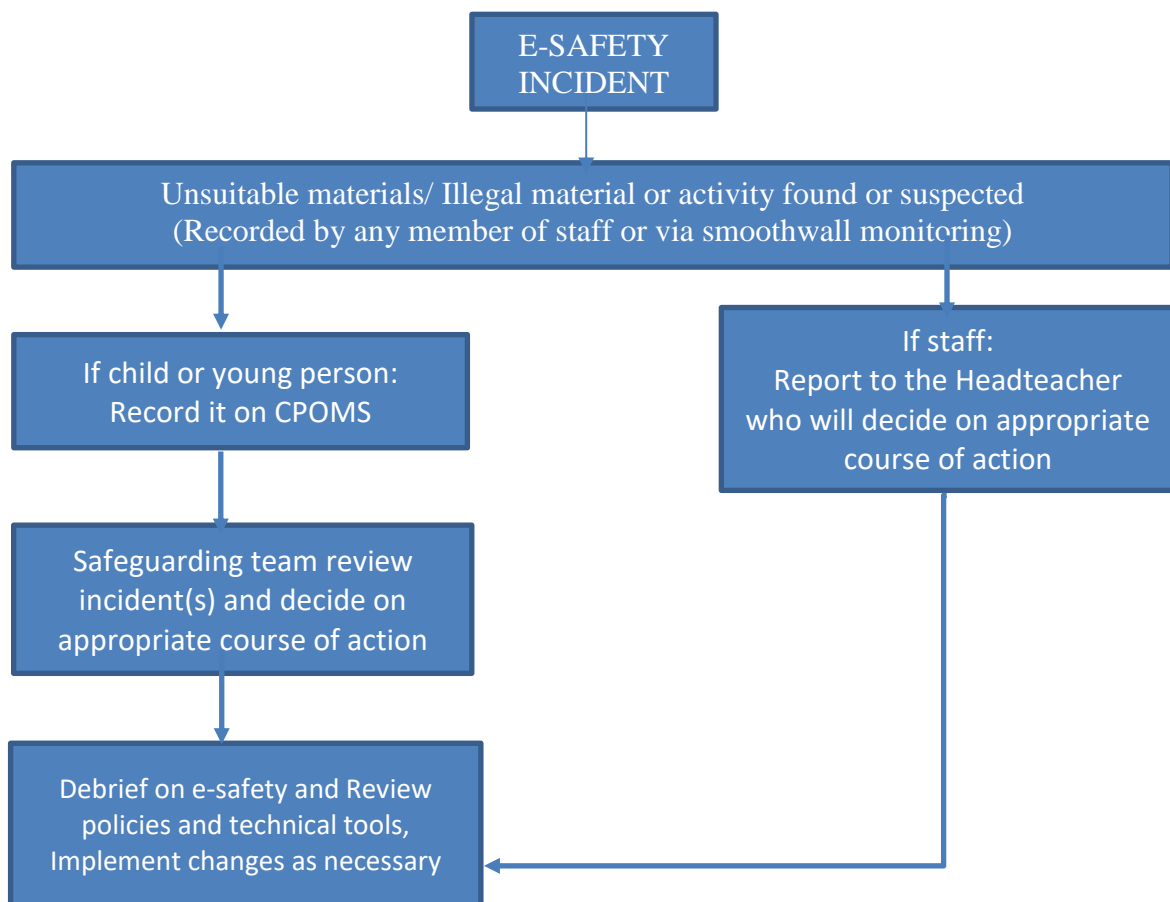 E-SAFETY
INCIDENT
Unsuitable materials/ Illegal material or activity found or suspected
(Recorded by any member of staff or via smoothwall monitoring)
If child or young person:
Record it on CPOMS
If staff:
Report to the Headteacher
who will decide on appropriate
course of action
Safeguarding team review
incident(s) and decide on
appropriate course of action
Debrief on e-safety and Review
policies and technical tools,
Implement changes as necessary